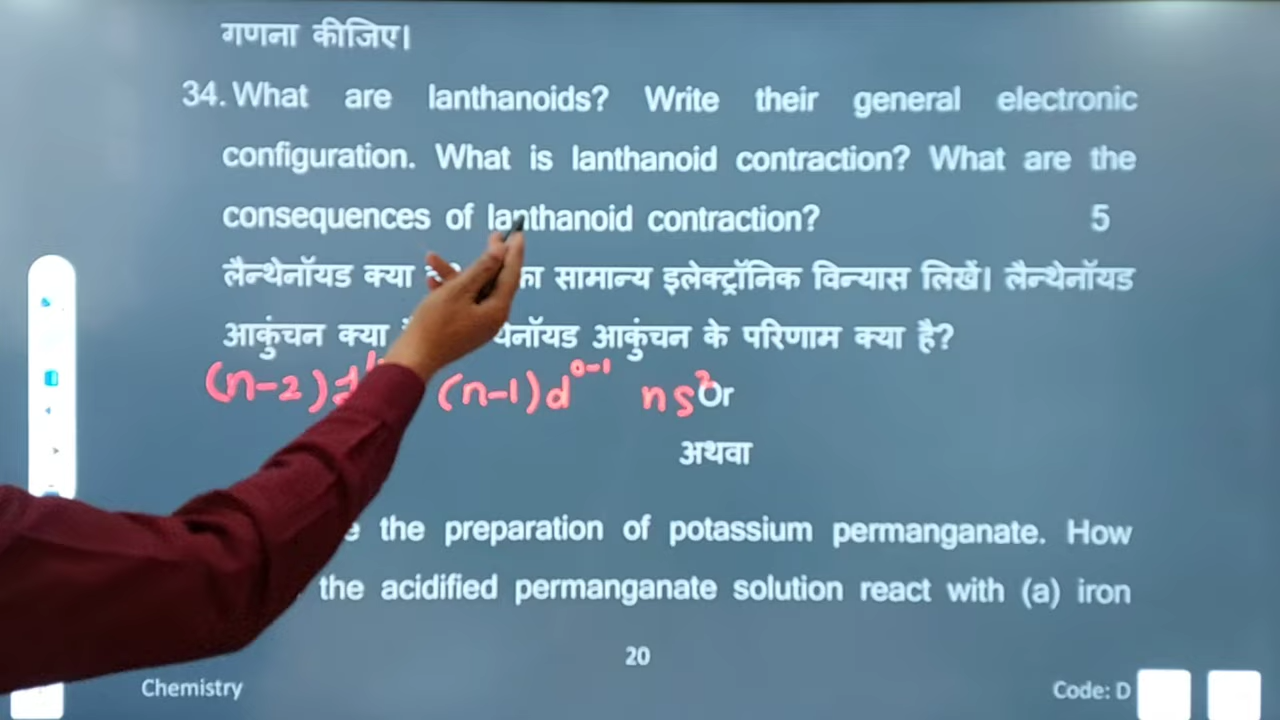 गणना कीजिए।
34. What are lanthanoids? Write their general electronic
configuration. What is lanthanoid contraction? What are the
consequences of lanthanoid contraction? 5
लैन्थेनॉयड क्या का सामान्य इलेक्ट्रॉनिक विन्यास लिखें। लैन्थेनॉयड
आकुंचन क्या आकुंचन के परिणाम क्या है?
(n-2) (n-1)d⁰⁻¹ ns² Or
अथवा
the preparation of potassium permanganate. How
the acidified permanganate solution react with (a) iron
20
Chemistry Code: D